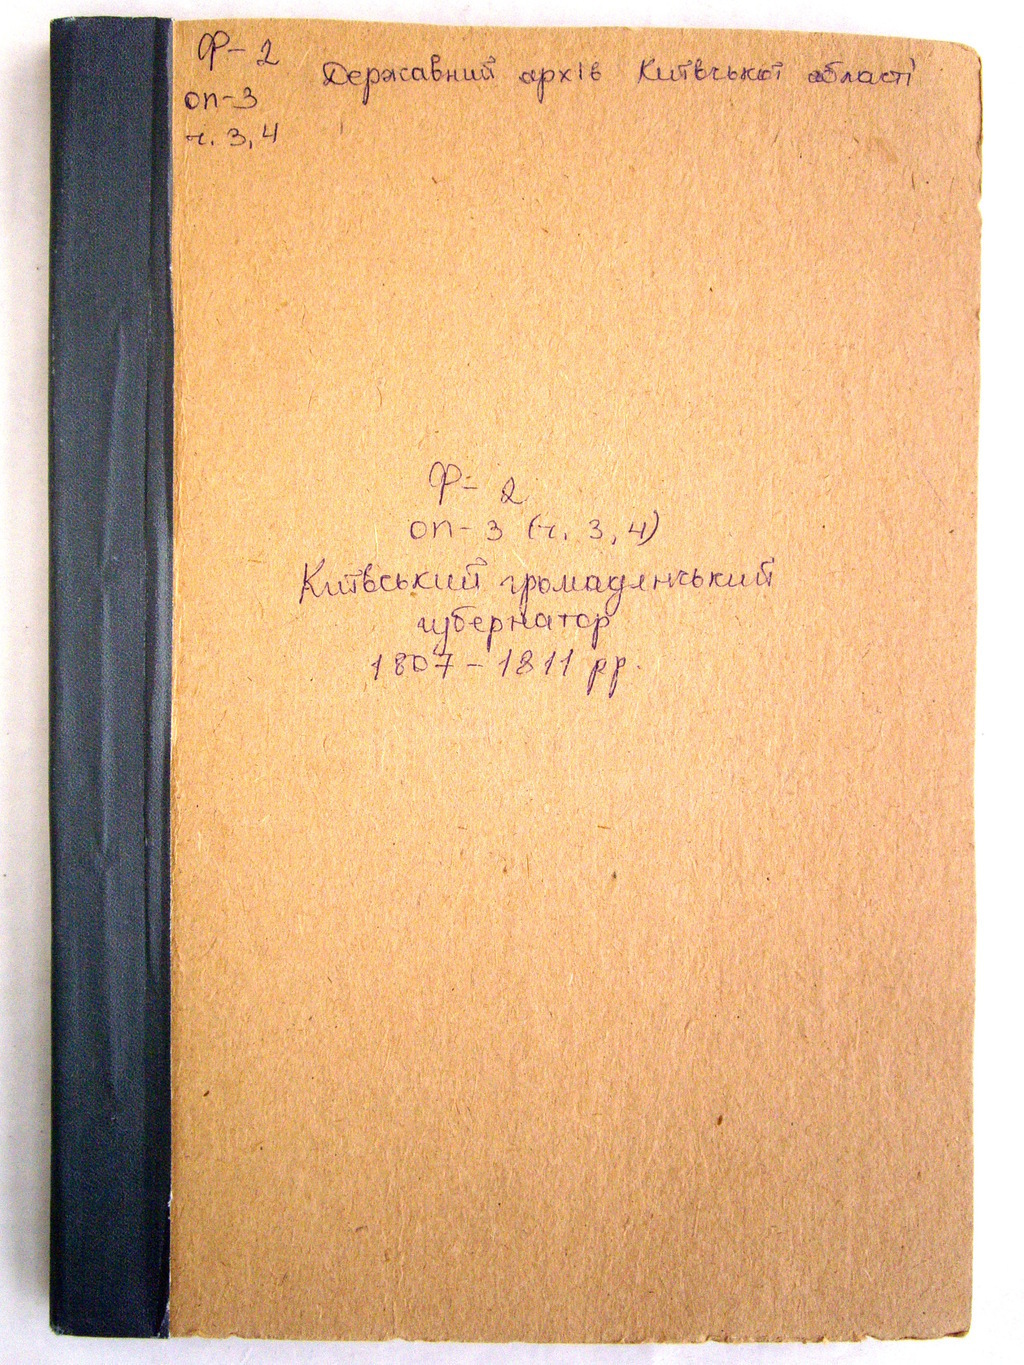 Ф-2
Державний архів Київської області
оп-3
ч. 3, 4
Ф-2
оп-3 (ч. 3, 4)
Київський громадянський
губернатор
1807-1811 рр.